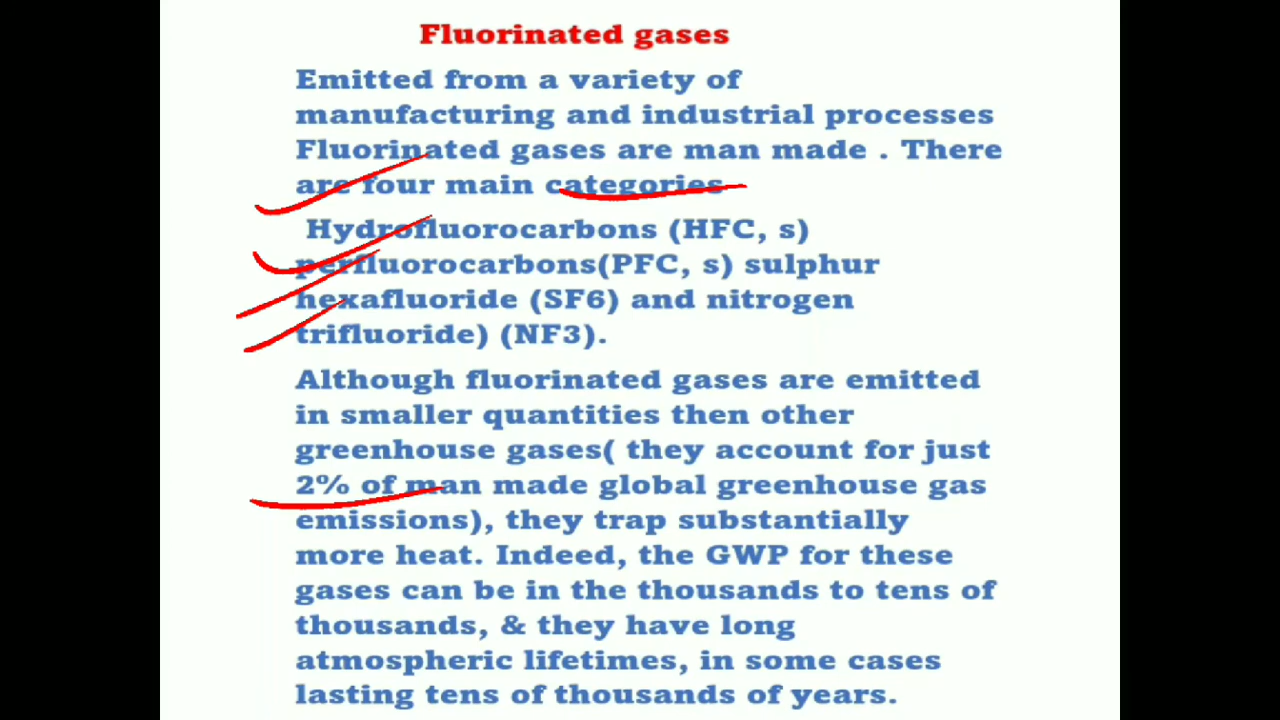 Fluorinated gases
Emitted from a variety of
manufacturing and industrial processes
Fluorinated gases are man made . There
are four main categories
Hydrofluorocarbons (HFC, s)
perfluorocarbons(PFC, s) sulphur
hexafluoride (SF6) and nitrogen
trifluoride) (NF3).
Although fluorinated gases are emitted
in smaller quantities then other
greenhouse gases( they account for just
2% of man made global greenhouse gas
emissions), they trap substantially
more heat. Indeed, the GWP for these
gases can be in the thousands to tens of
thousands, & they have long
atmospheric lifetimes, in some cases
lasting tens of thousands of years.